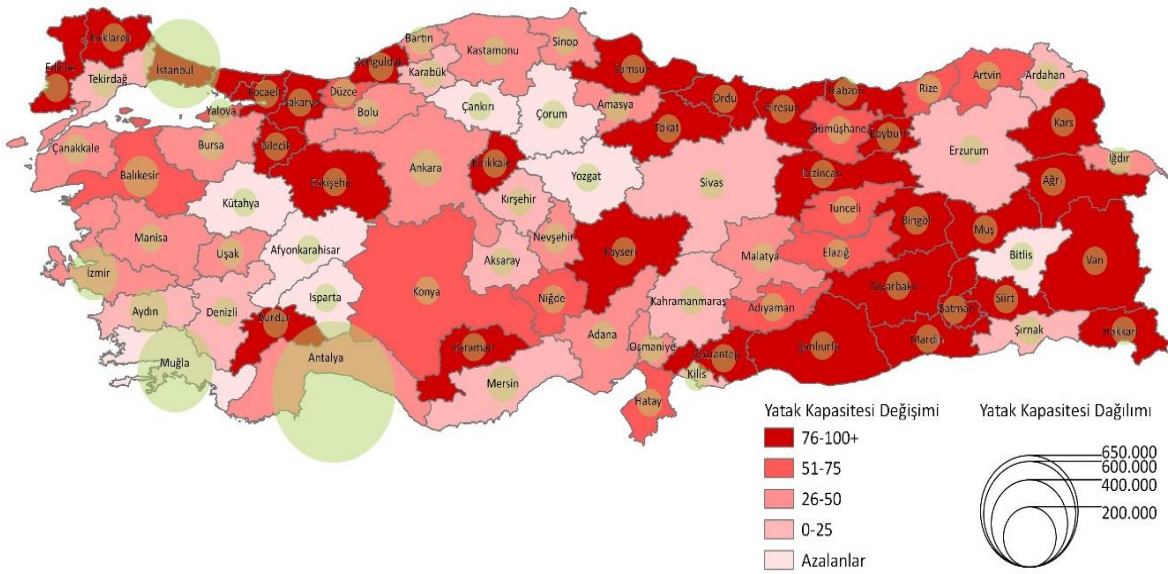 Kırklareli
Edirne
Tekirdağ
İstanbul
Kocaeli
Sakarya
Yalova
Düzce
Zonguldak
Bartın
Karabük
Kastamonu
Sinop
Samsun
Ordu
Giresun
Trabzon
Rize
Artvin
Ardahan
Kars
Iğdır
Ağrı
Erzurum
Bayburt
Gümüşhane
Erzincan
Tokat
Amasya
Çorum
Çankırı
Bolu
Bilecik
Bursa
Çanakkale
Balıkesir
Kütahya
Eskişehir
Ankara
Kırıkkale
Yozgat
Sivas
Tunceli
Bingöl
Muş
Bitlis
Van
Elazığ
Malatya
Kayseri
Kırşehir
Nevşehir
Aksaray
Niğde
Konya
Afyonkarahisar
Uşak
Manisa
İzmir
Aydın
Denizli
Isparta
Burdur
Muğla
Antalya
Karaman
Mersin
Adana
Osmaniye
Kahramanmaraş
Adıyaman
Diyarbakır
Batman
Siirt
Şırnak
Hakkari
Mardin
Şanlıurfa
Gaziantep
Kilis
Hatay
Yatak Kapasitesi Değişimi
76-100+
51-75
26-50
0-25
Azalanlar
Yatak Kapasitesi Dağılımı
650.000
600.000
400.000
200.000